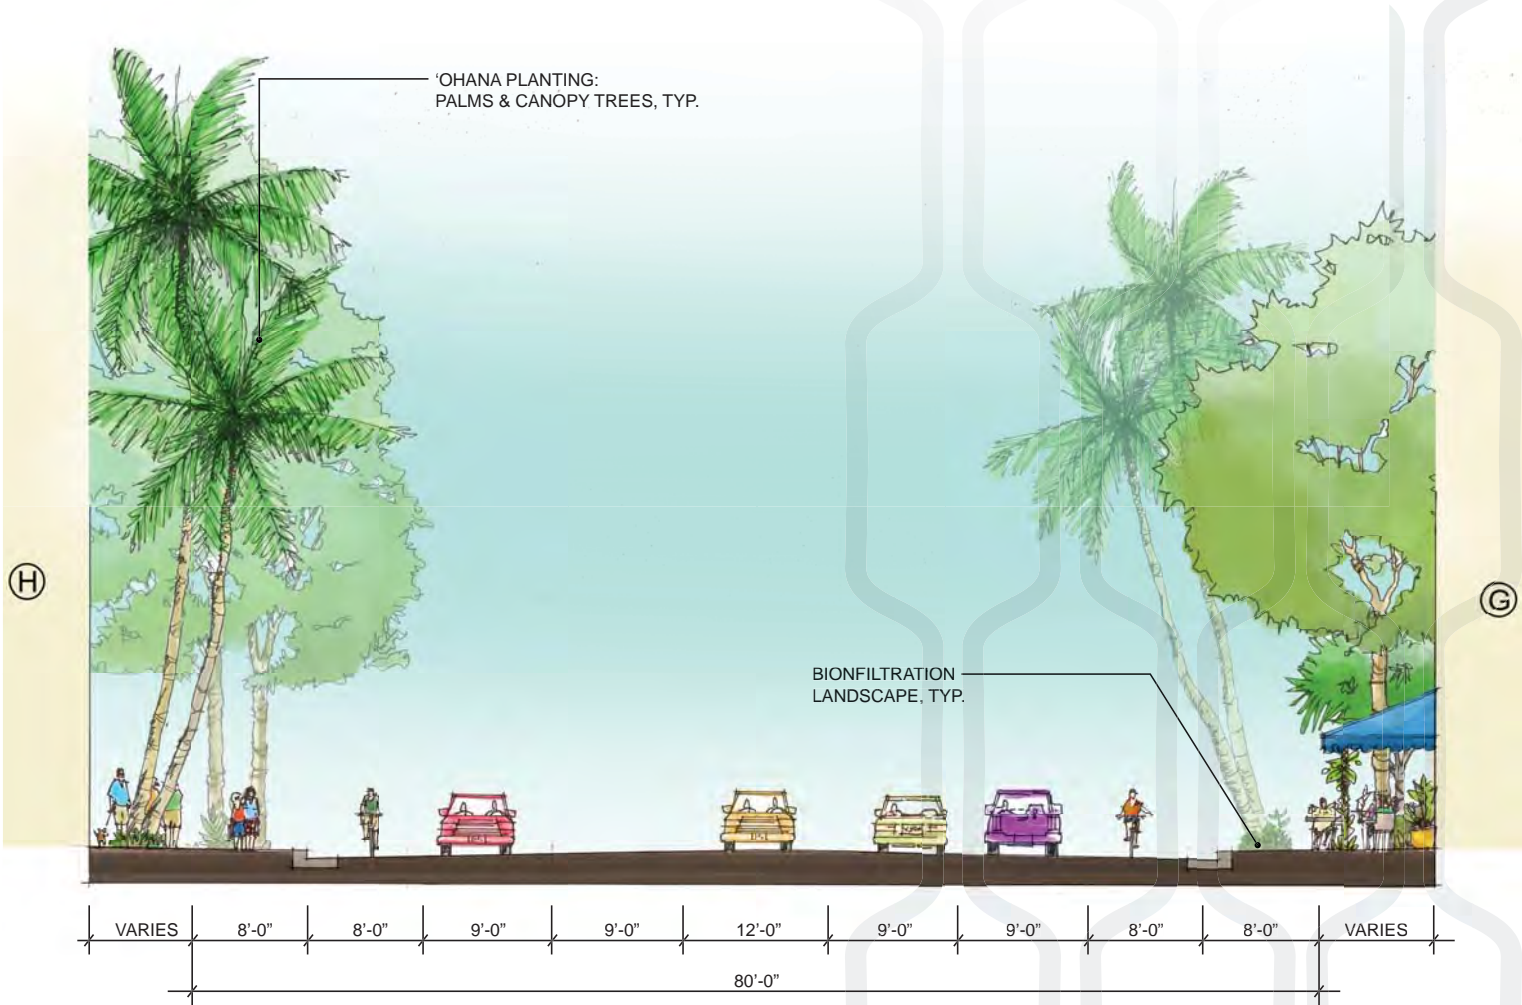 ‘OHANA PLANTING:
PALMS & CANOPY TREES, TYP.
H
G
BIONFILTRATION
LANDSCAPE, TYP.
VARIES 8’-0” 8’-0” 9’-0” 9’-0” 12’-0” 9’-0” 9’-0” 8’-0” 8’-0” VARIES
80’-0”